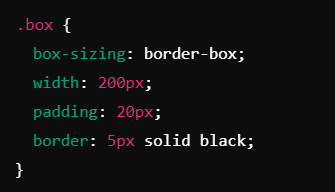 .box {
  box-sizing: border-box;
  width: 200px;
  padding: 20px;
  border: 5px solid black;
}